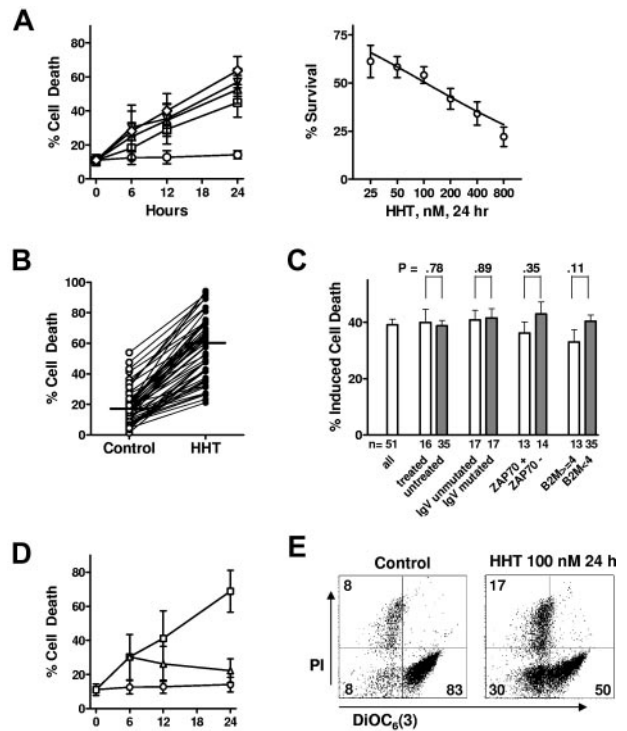 A
% Cell Death
80
60
40
20
0
0 6 12 18 24
Hours
% Survival
75
50
25
25 50 100 200 400 800
HHT, nM, 24 hr
B
% Cell Death
100
80
60
40
20
0
Control HHT
C
P = .78 .89 .35 .11
% Induced Cell Death
60
40
20
0
n= 51 16 35 17 17 13 14 13 35
all
treated
untreated
IgV unmutated
IgV mutated
ZAP70 +
ZAP70 -
B2M>=4
B2M<4
D
% Cell Death
100
80
60
40
20
0
0 6 12 18 24
E
Control HHT 100 nM 24 h
8 17
PI
8 83 30 50
DiOC6(3)